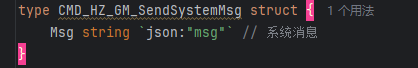 type CMD_HZ_GM_SendSystemMsg struct { 1 个用法
Msg string `json:"msg"` // 系统消息
}